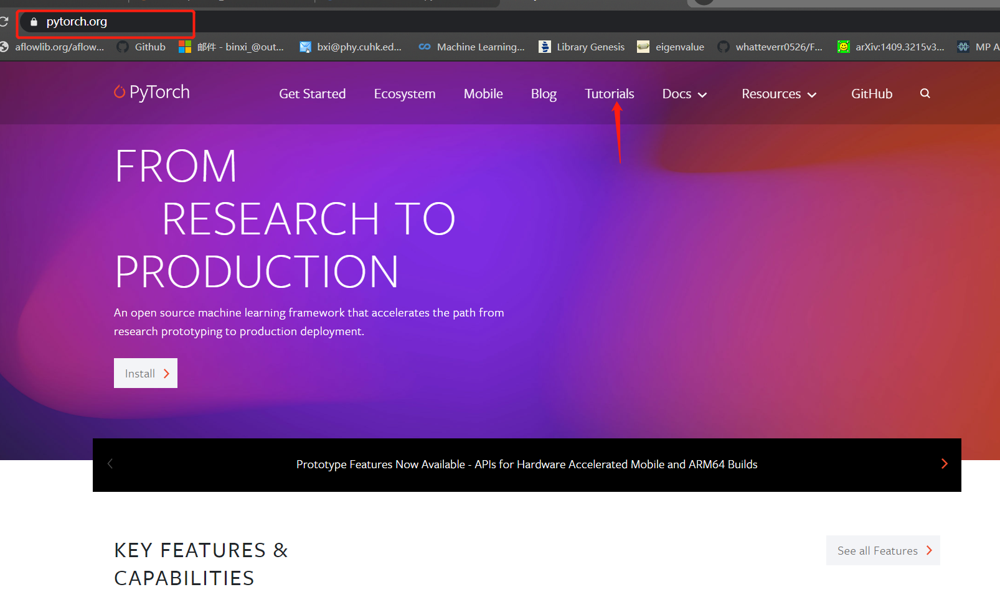 pytorch.org
aflowlib.org/aflow... Github 邮件 - binxi_@out... bxi@phy.cuhk.ed... Machine Learning... Library Genesis eigenvalue whatteverr0526/F... arXiv:1409.3215v3... MP A
PyTorch Get Started Ecosystem Mobile Blog Tutorials Docs Resources GitHub
FROM
RESEARCH TO
PRODUCTION
An open source machine learning framework that accelerates the path from
research prototyping to production deployment.
Install
Prototype Features Now Available - APIs for Hardware Accelerated Mobile and ARM64 Builds
KEY FEATURES &
CAPABILITIES
See all Features